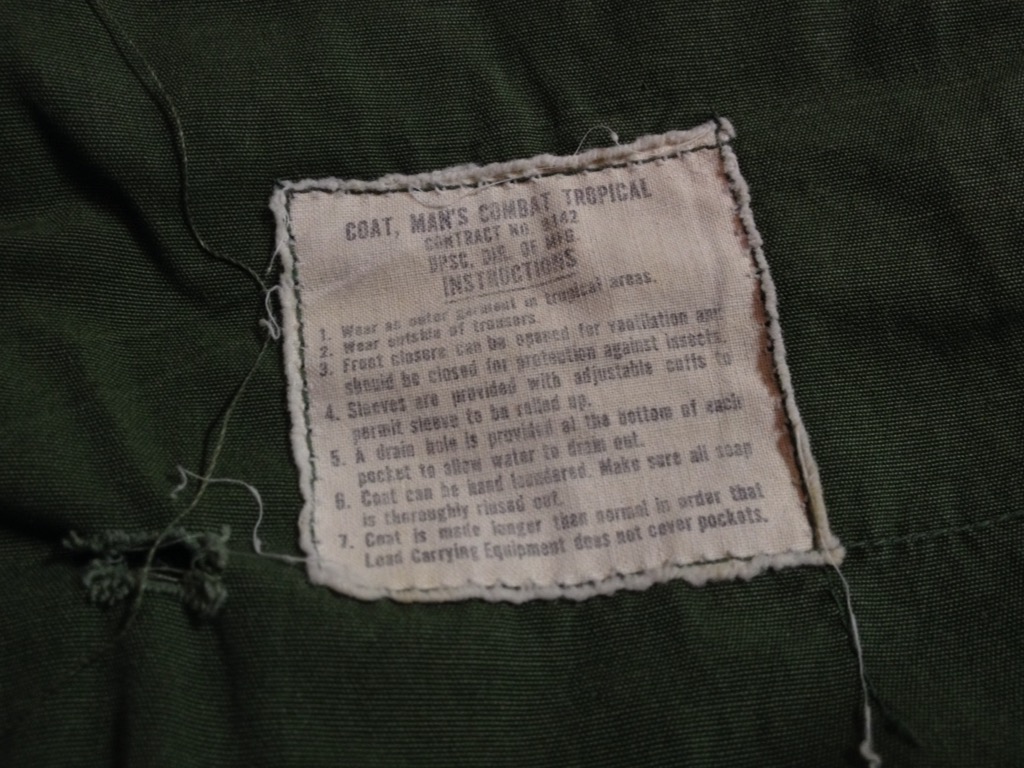 COAT, MAN'S COMBAT TROPICAL
CONTRACT NO. 3142
DPSC, DIR. OF MFG.
INSTRUCTIONS
1. Wear as outer garment in tropical areas.
2. Wear outside of trousers.
3. Front closure can be opened for ventilation and
should be closed for protection against insects.
4. Sleeves are provided with adjustable cuffs to
permit sleeve to be rolled up.
5. A drain hole is provided at the bottom of each
pocket to allow water to drain out.
6. Coat can be hand laundered. Make sure all soap
is thoroughly rinsed out.
7. Coat is made longer than normal in order that
Load Carrying Equipment does not cover pockets.